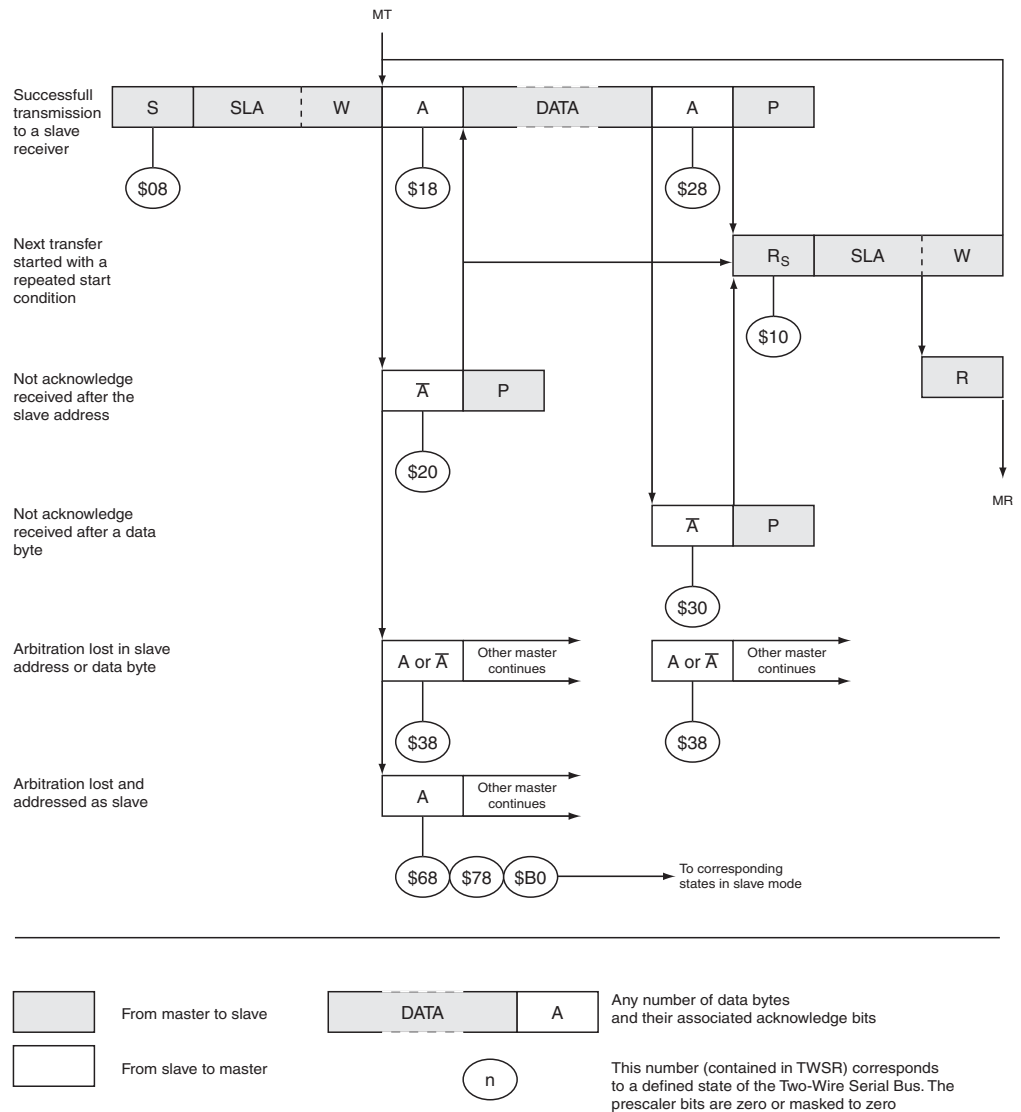 MT
Successfull
transmission
to a slave
receiver
S SLA W A DATA A P
$08 $18 $28
Next transfer
started with a
repeated start
condition
RS SLA W
$10
Not acknowledge
received after the
slave address
A̅ P
R
$20
MR
Not acknowledge
received after a data
byte
A̅ P
$30
Arbitration lost in slave
address or data byte
A or A̅ Other master
continues
A or A̅ Other master
continues
$38 $38
Arbitration lost and
addressed as slave
A Other master
continues
$68 $78 $B0
To corresponding
states in slave mode
From master to slave
DATA A
Any number of data bytes
and their associated acknowledge bits
From slave to master
n
This number (contained in TWSR) corresponds
to a defined state of the Two-Wire Serial Bus. The
prescaler bits are zero or masked to zero